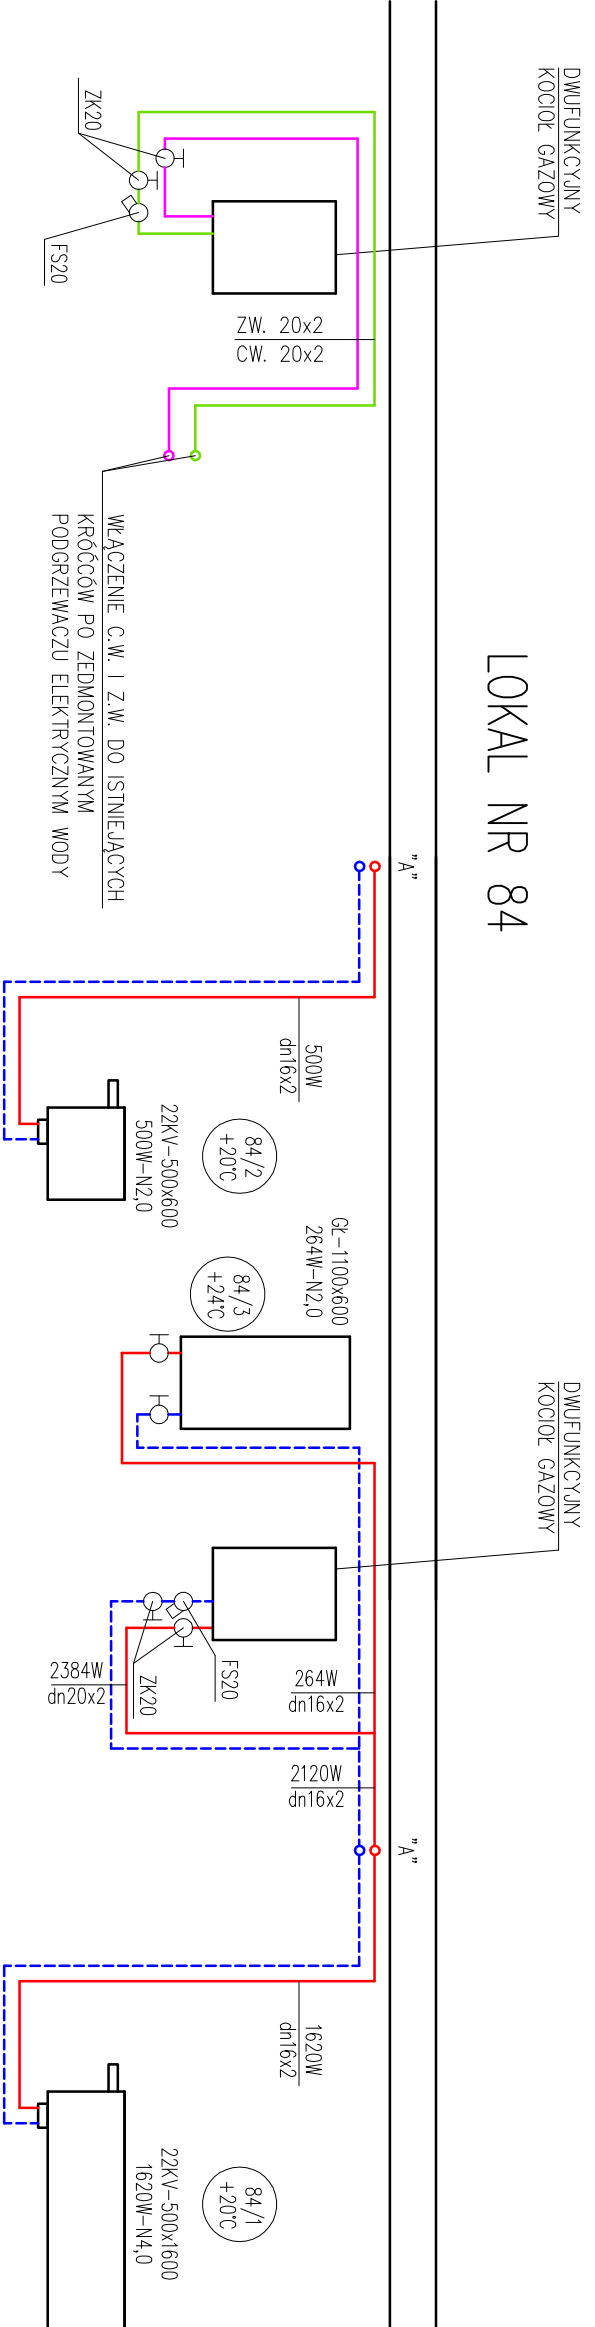 LOKAL NR 84
DWUFUNKCYJNY
KOCIOŁ GAZOWY
ZK20
FS20
ZW. 20x2
CW. 20x2
WŁĄCZENIE C.W. I Z.W. DO ISTNIEJĄCYCH
KRÓĆCÓW PO ZEDMONTOWANYM
PODGRZEWACZU ELEKTRYCZNYM WODY
"A"
500W
dn16x2
84/2
+20°C
22KV-500x600
500W-N2,0
GŁ-1100x600
264W-N2,0
84/3
+24°C
DWUFUNKCYJNY
KOCIOŁ GAZOWY
FS20
ZK20
2384W
dn20x2
264W
dn16x2
2120W
dn16x2
"A"
1620W
dn16x2
84/1
+20°C
22KV-500x1600
1620W-N4,0